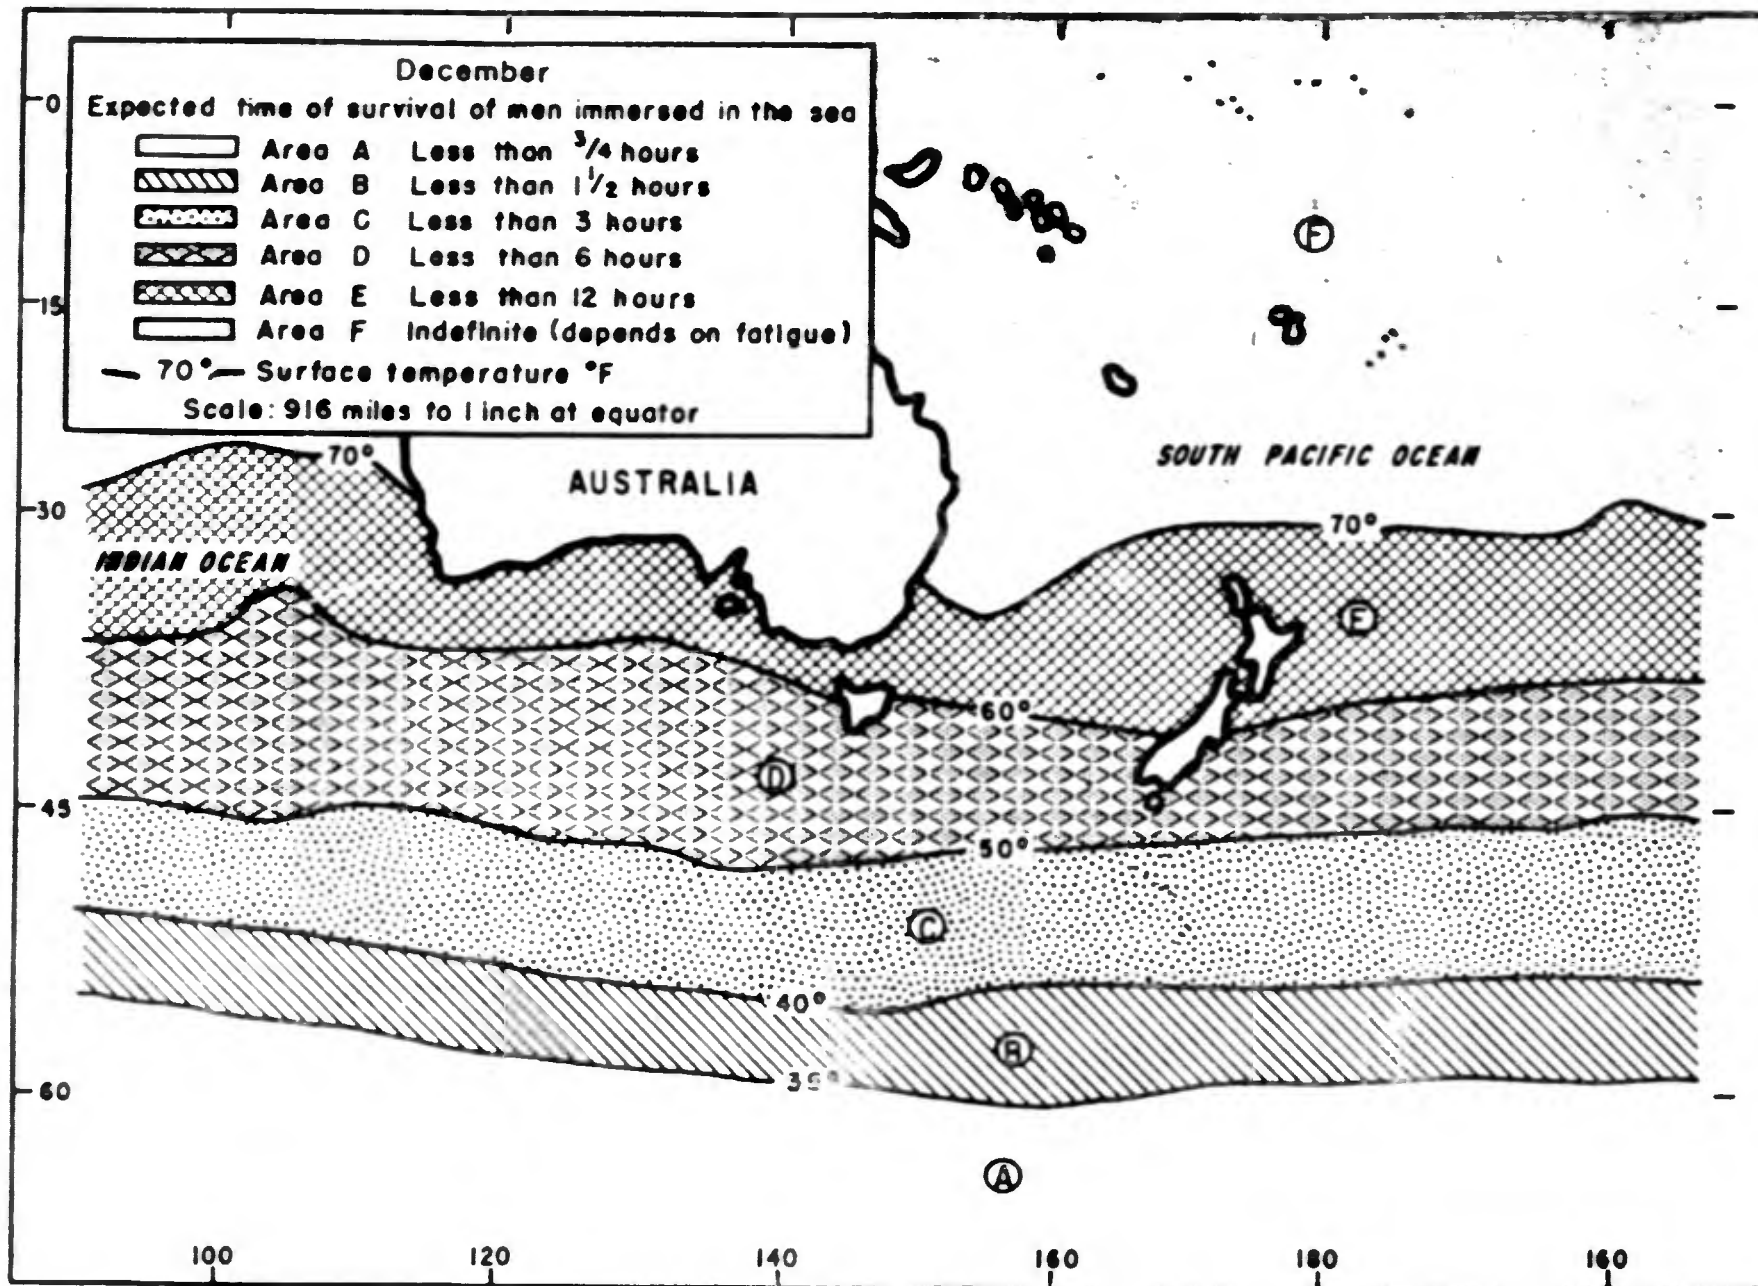 December
Expected time of survival of men immersed in the sea
Area A Less than 3/4 hours
Area B Less than 1 1/2 hours
Area C Less than 3 hours
Area D Less than 6 hours
Area E Less than 12 hours
Area F Indefinite (depends on fatigue)
70° Surface temperature °F
Scale: 916 miles to 1 inch at equator
0
15
30
45
60
F
SOUTH PACIFIC OCEAN
AUSTRALIA
70°
70°
INDIAN OCEAN
E
60°
D
50°
C
40°
B
35°
A
100
120
140
160
180
160